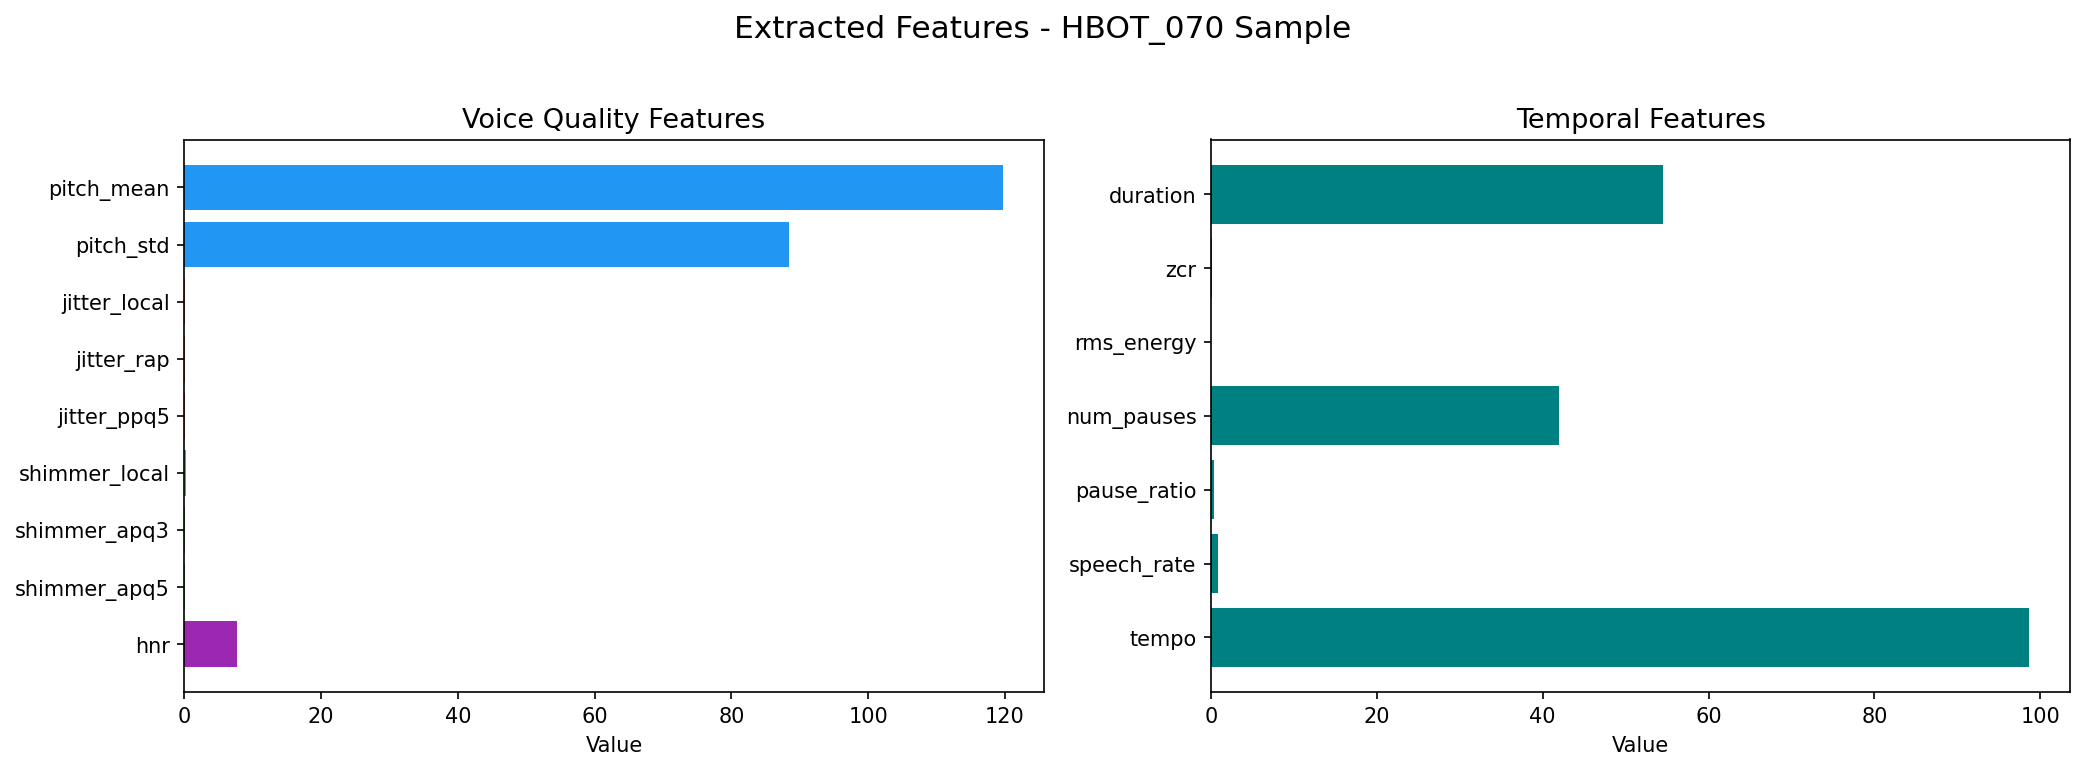 Extracted Features - HBOT_070 Sample
Voice Quality Features
pitch_mean
pitch_std
jitter_local
jitter_rap
jitter_ppq5
shimmer_local
shimmer_apq3
shimmer_apq5
hnr
0 20 40 60 80 100 120
Value
Temporal Features
duration
zcr
rms_energy
num_pauses
pause_ratio
speech_rate
tempo
0 20 40 60 80 100
Value